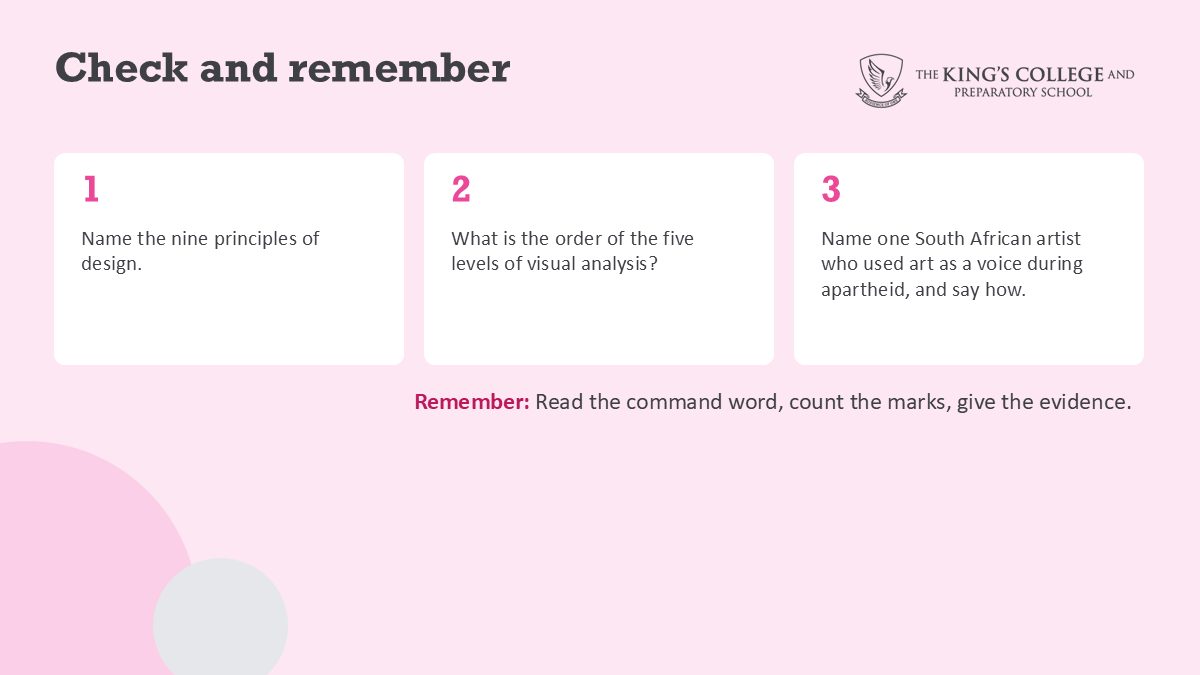 Check and remember
THE KING'S COLLEGE AND
PREPARATORY SCHOOL
1
Name the nine principles of
design.
2
What is the order of the five
levels of visual analysis?
3
Name one South African artist
who used art as a voice during
apartheid, and say how.
Remember: Read the command word, count the marks, give the evidence.